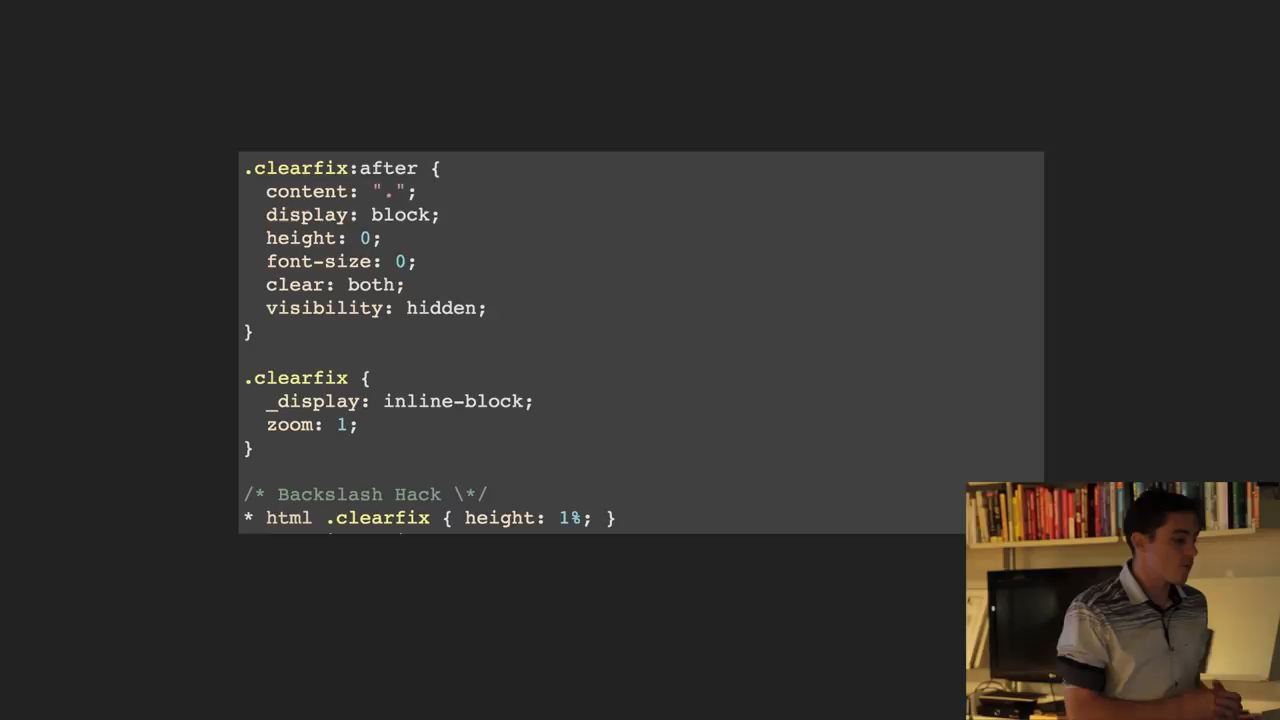 .clearfix:after {
  content: ".";
  display: block;
  height: 0;
  font-size: 0;
  clear: both;
  visibility: hidden;
}

.clearfix {
  _display: inline-block;
  zoom: 1;
}

/* Backslash Hack \*/
* html .clearfix { height: 1%; }